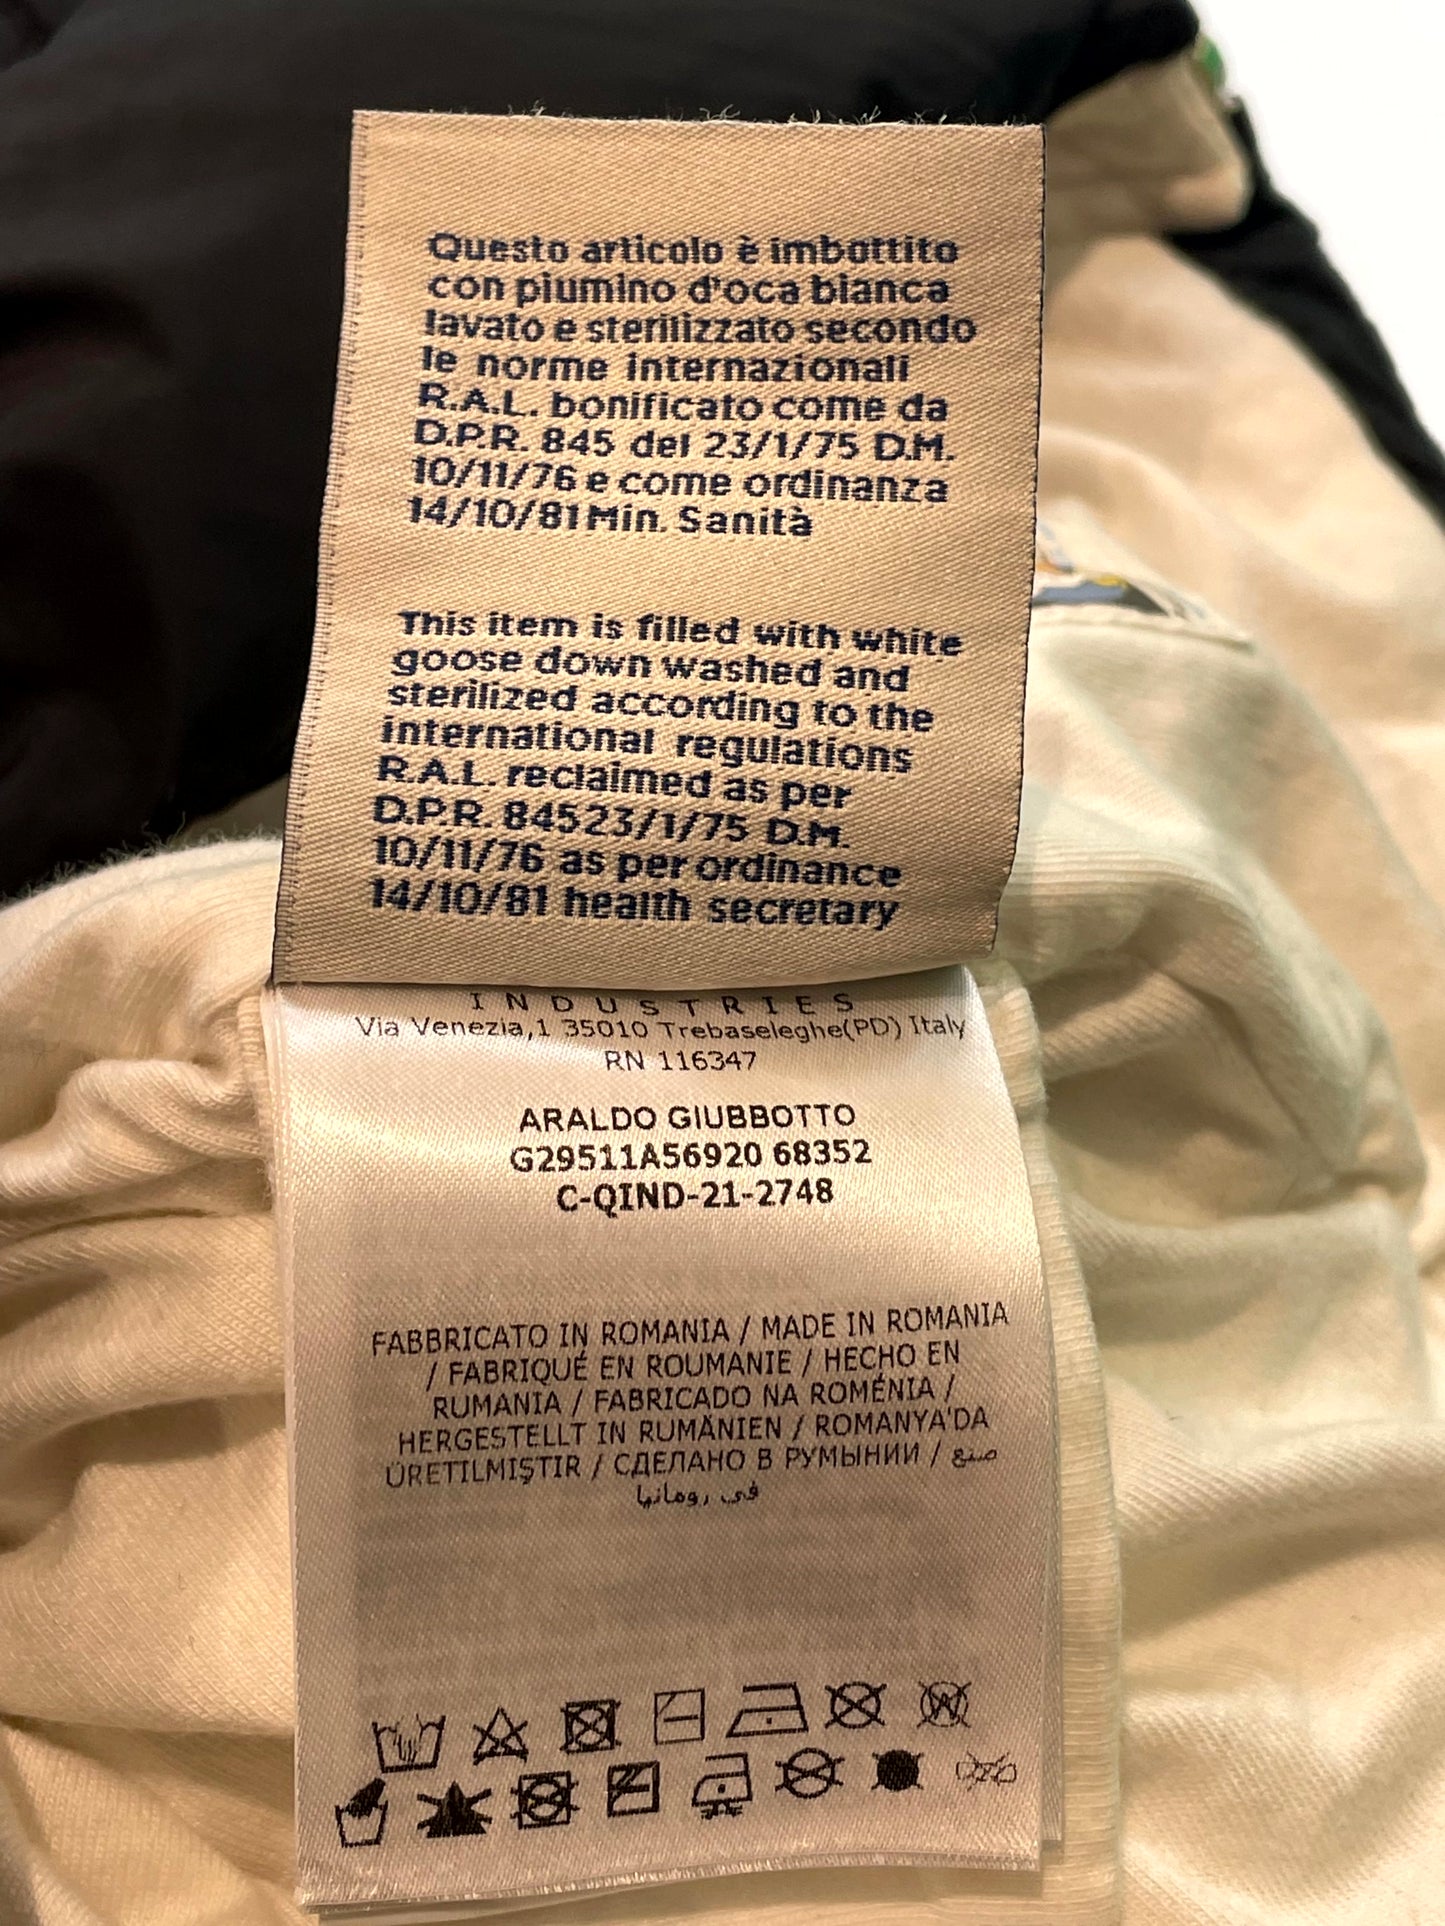 Questo articolo è imbottito
con piumino d'oca bianca
lavato e sterilizzato secondo
le norme internazionali
R.A.L. bonificato come da
D.P.R. 845 del 23/1/75 D.M.
10/11/76 e come ordinanza
14/10/81 Min. Sanità
This item is filled with white
goose down washed and
sterilized according to the
international regulations
R.A.L. reclaimed as per
D.P.R. 84523/1/75 D.M.
10/11/76 as per ordinance
14/10/81 health secretary
INDUSTRIES
Via Venezia,1 35010 Trebaseleghe(PD) Italy
RN 116347
ARALDO GIUBBOTTO
G29511A56920 68352
C-QIND-21-2748
FABBRICATO IN ROMANIA / MADE IN ROMANIA
/ FABRIQUÉ EN ROUMANIE / HECHO EN
RUMANIA / FABRICADO NA ROMÉNIA /
HERGESTELLT IN RUMÄNIEN / ROMANYA'DA
ÜRETILMIŞTIR / СДЕЛАНО В РУМЫНИИ / صنع
في رومانيا
W